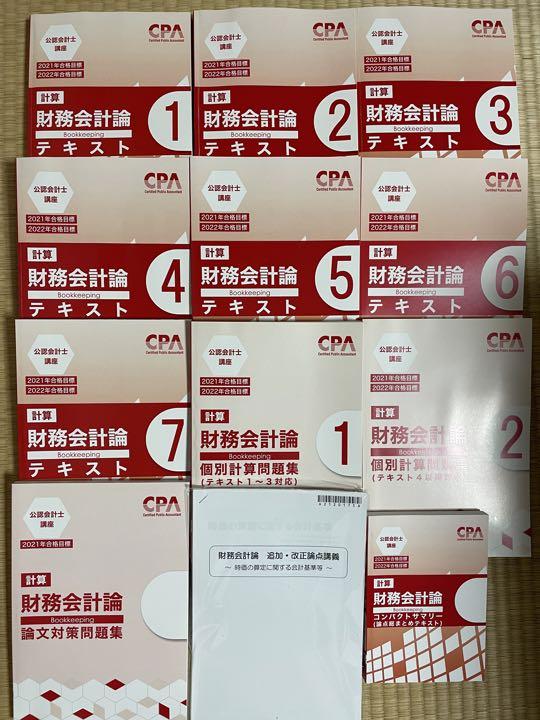 公認会計士
講座
CPA
Certified Public Accountant
2021年合格目標
2022年合格目標
計算
財務会計論
Bookkeeping
テキスト
1
公認会計士
講座
CPA
Certified Public Accountant
2021年合格目標
2022年合格目標
計算
財務会計論
Bookkeeping
テキスト
2
公認会計士
講座
CPA
Certified Public Accountant
2021年合格目標
2022年合格目標
計算
財務会計論
Bookkeeping
テキスト
3
公認会計士
講座
CPA
Certified Public Accountant
2021年合格目標
2022年合格目標
計算
財務会計論
Bookkeeping
テキスト
4
公認会計士
講座
CPA
Certified Public Accountant
2021年合格目標
2022年合格目標
計算
財務会計論
Bookkeeping
テキスト
5
公認会計士
講座
CPA
Certified Public Accountant
2021年合格目標
2022年合格目標
計算
財務会計論
Bookkeeping
テキスト
6
公認会計士
講座
CPA
Certified Public Accountant
2021年合格目標
2022年合格目標
計算
財務会計論
Bookkeeping
テキスト
7
公認会計士
講座
CPA
Certified Public Accountant
2021年合格目標
2022年合格目標
計算
財務会計論
Bookkeeping
個別計算問題集
(テキスト1～3対応)
1
公認会計士
講座
CPA
Certified Public Accountant
2021年合格目標
2022年合格目標
計算
財務会計論
Bookkeeping
個別計算問題
(テキスト4以降
2
公認会計士
講座
CPA
Certified Public Accountant
2021年合格目標
計算
財務会計論
Bookkeeping
論文対策問題集
財務会計論　追加・改正論点講義
～ 時価の算定に関する会計基準等 ～
公認会計士
講座
CPA
2021年合格目標
2022年合格目標
計算
財務会計論
Bookkeeping
コンパクトサマリー
(論点総まとめテキスト)